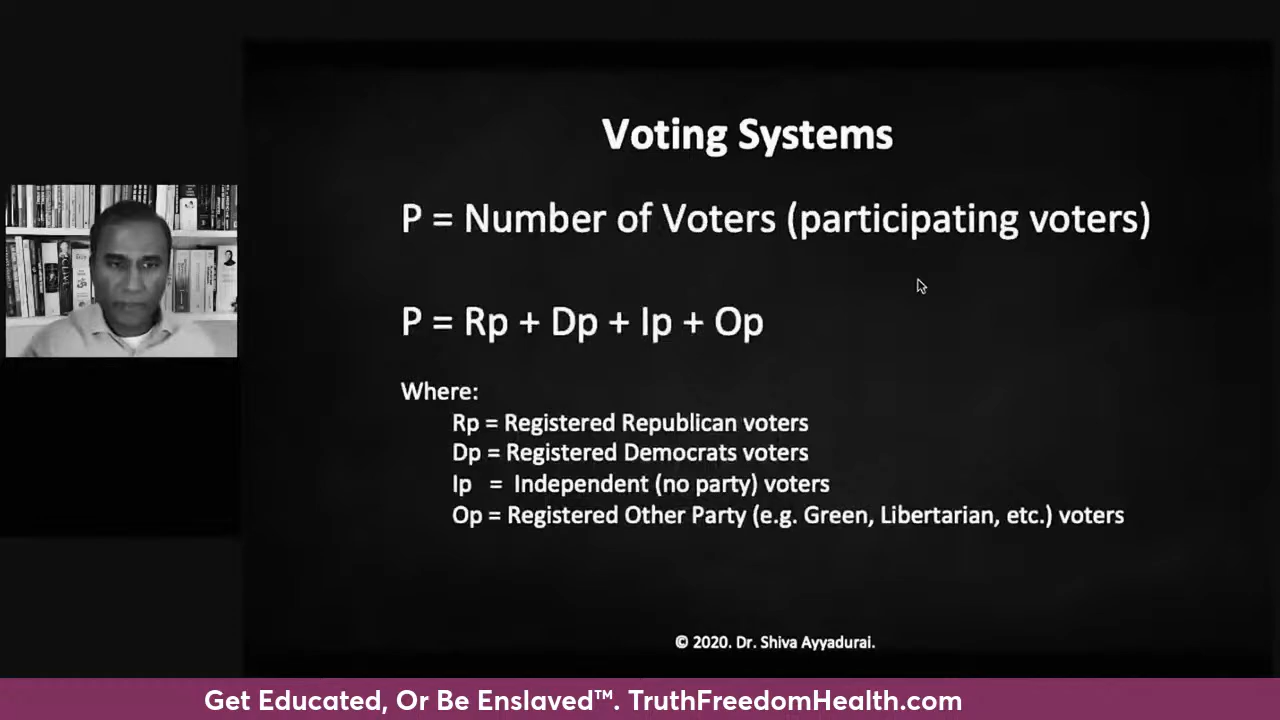 Voting Systems
P = Number of Voters (participating voters)
P = Rp + Dp + Ip + Op
Where:
Rp = Registered Republican voters
Dp = Registered Democrats voters
Ip = Independent (no party) voters
Op = Registered Other Party (e.g. Green, Libertarian, etc.) voters
© 2020. Dr. Shiva Ayyadurai.
Get Educated, Or Be Enslaved™. TruthFreedomHealth.com